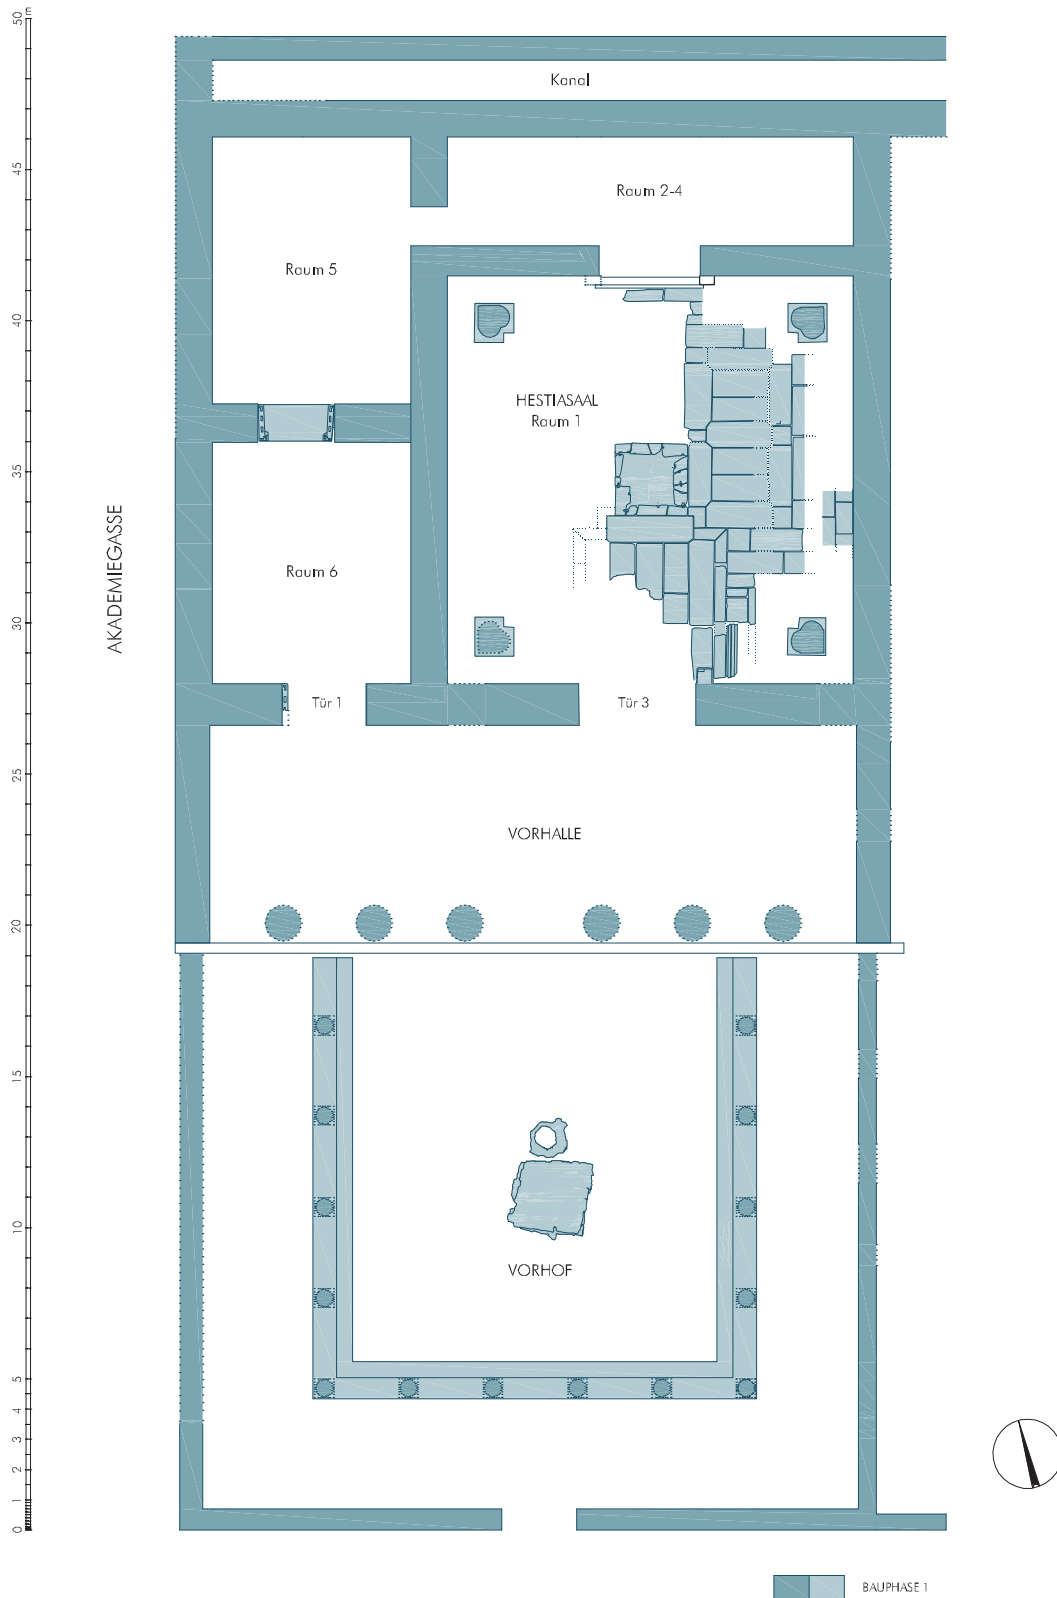 50 m
Kanal
45
Raum 2-4
Raum 5
40
HESTIASAAL
Raum 1
35
AKADEMIEGASSE
Raum 6
30
Tür 1
Tür 3
25
VORHALLE
20
15
10
VORHOF
5
4
3
2
1
0
BAUPHASE 1